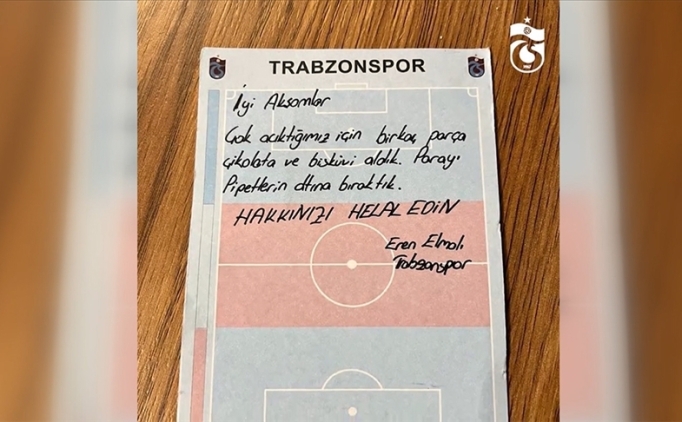 TRABZONSPOR
İyi Akşamlar
Çok acıktığımız için birkaç parça
çikolata ve bisküvi aldık. Parayı
Pipetlerin altına bıraktık.
HAKKINIZI HELAL EDİN
Eren Elmalı
Trabzonspor